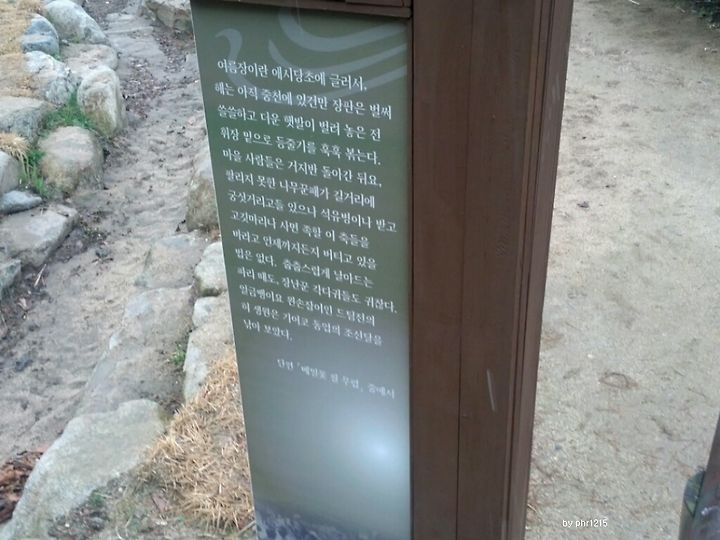 여름장이란 애시당초에 글러서,
해는 아직 중천에 있건만 장판은 벌써
쓸쓸하고 더운 햇발이 벌려 놓은 전
휘장 밑으로 등줄기를 훅훅 볶는다.
마을 사람들은 거지반 돌아간 뒤요,
팔리지 못한 나무꾼패가 길거리에
궁싯거리고들 있으나 석유병이나 받고
고깃마리나 사면 족할 이 축들을
바라고 언제까지든지 버티고 있을
법은 없다. 춥춥스럽게 날아드는
파리 떼도, 장난꾼 각다귀들도 귀찮다.
얼금뱅이요 왼손잡이인 드팀전의
허 생원은 기어코 동업의 조선달을
낚아 보았다.
단편「메밀꽃 필 무렵」중에서
by phr1215